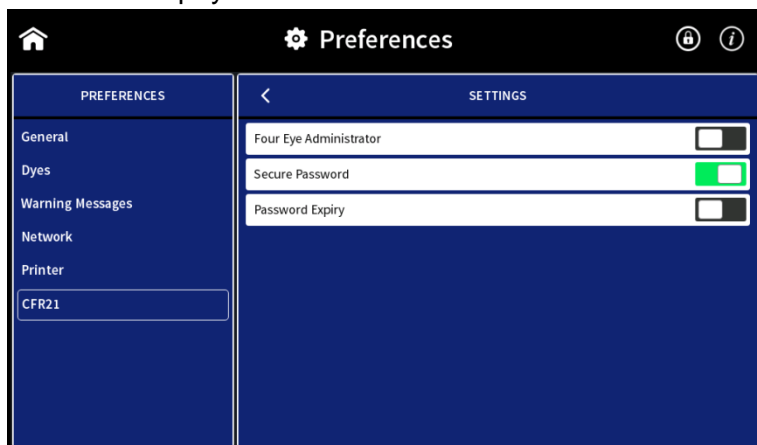 Preferences
PREFERENCES
SETTINGS
General
Dyes
Warning Messages
Network
Printer
CFR21
Four Eye Administrator
Secure Password
Password Expiry